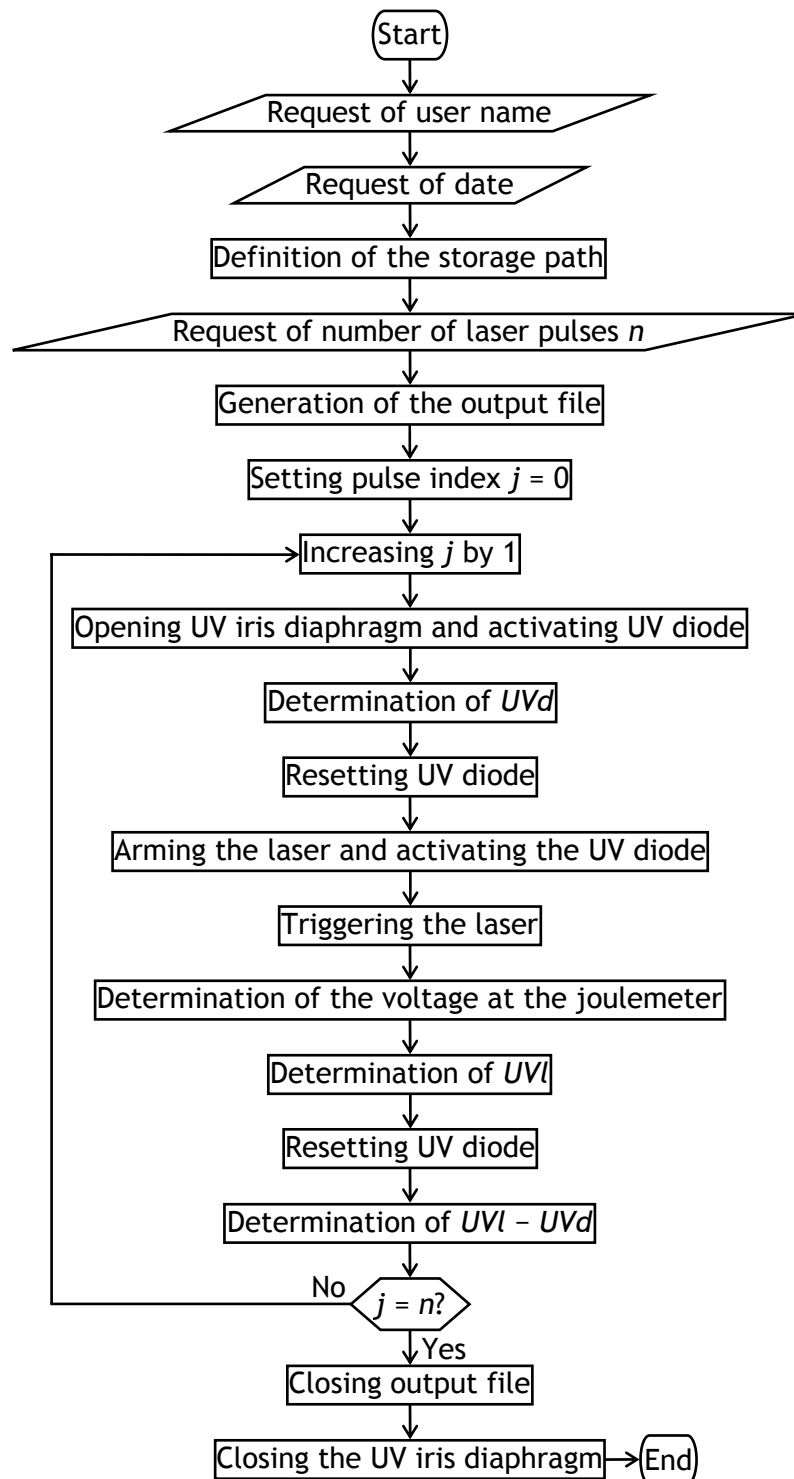 Start
Request of user name
Request of date
Definition of the storage path
Request of number of laser pulses n
Generation of the output file
Setting pulse index j = 0
Increasing j by 1
Opening UV iris diaphragm and activating UV diode
Determination of UVd
Resetting UV diode
Arming the laser and activating the UV diode
Triggering the laser
Determination of the voltage at the joulemeter
Determination of UVl
Resetting UV diode
Determination of UVl − UVd
No
j = n?
Yes
Closing output file
Closing the UV iris diaphragm
End